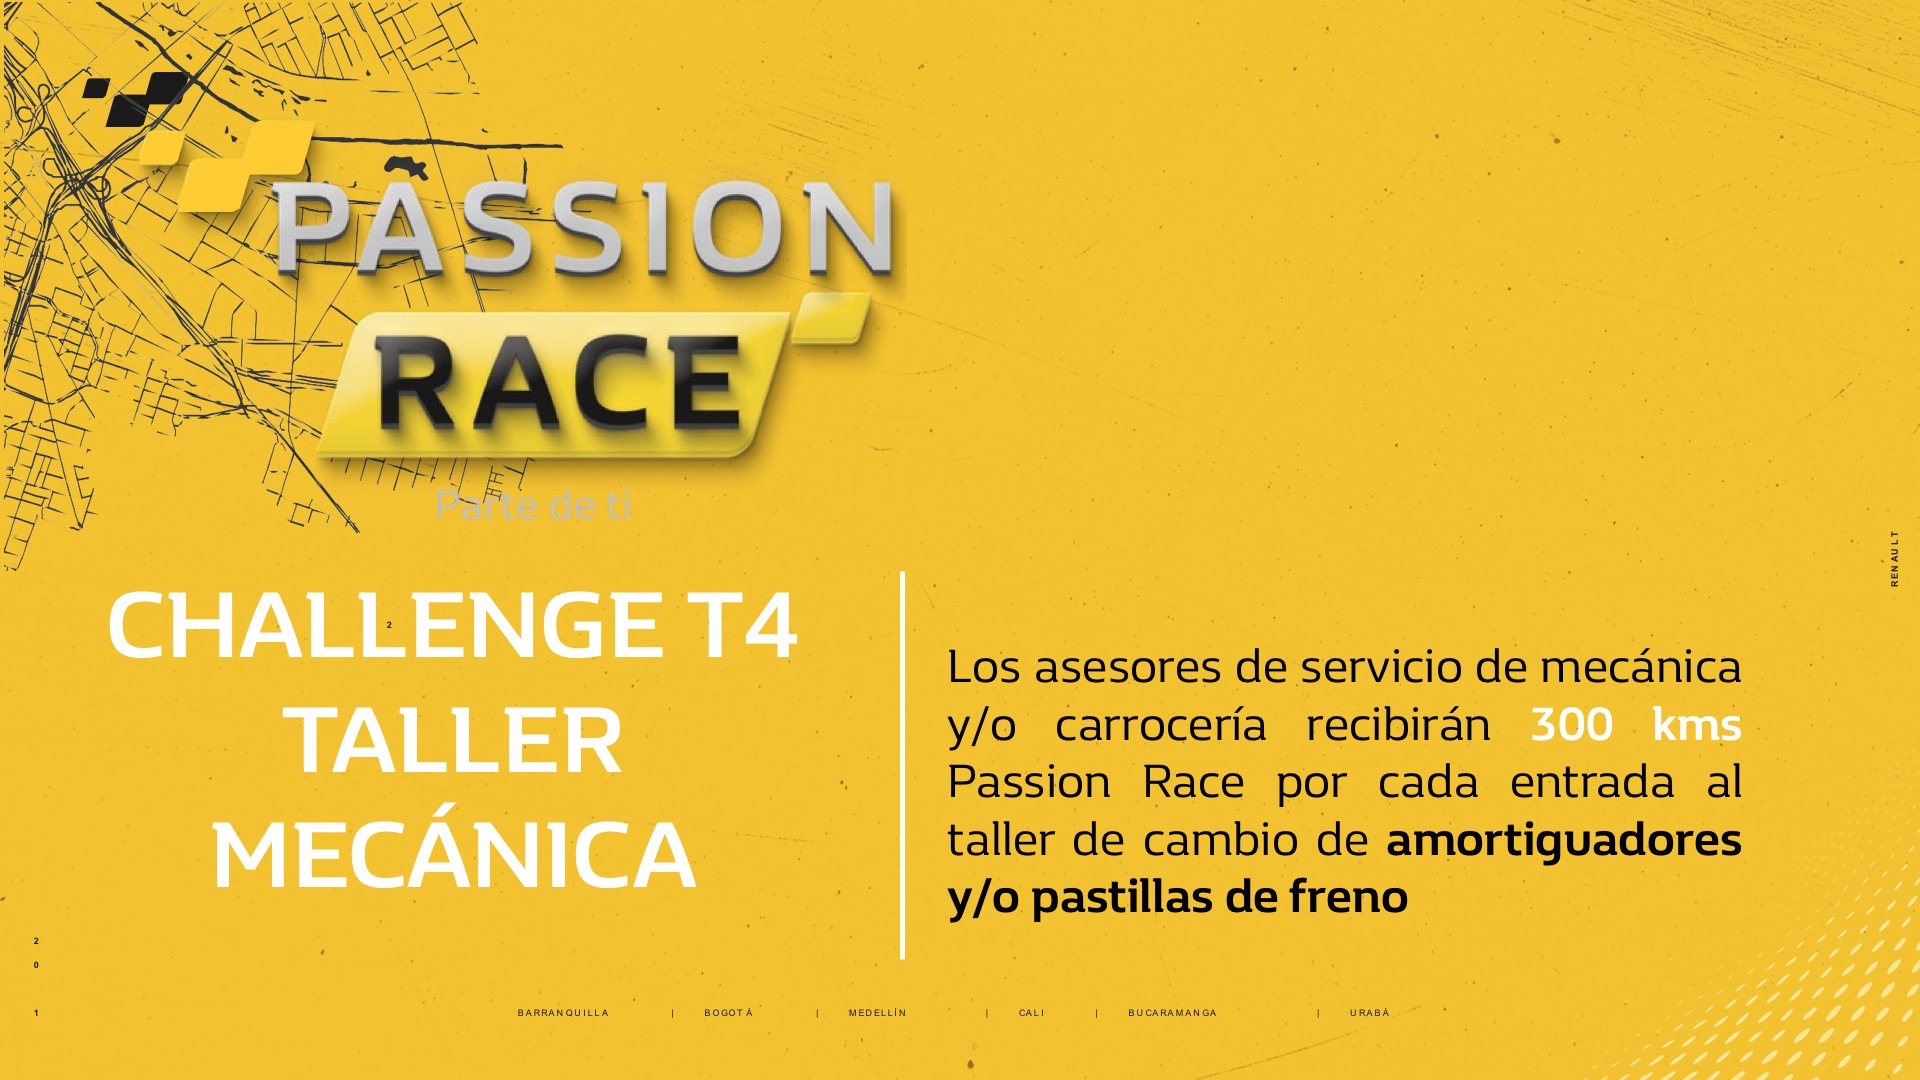 PASSION
RACE
Parte de ti
CHALLENGE T4
TALLER
MECÁNICA
2
Los asesores de servicio de mecánica
y/o carrocería recibirán 300 kms
Passion Race por cada entrada al
taller de cambio de amortiguadores
y/o pastillas de freno
RENAULT
2
0
1
BARRANQUILLA | BOGOTÁ | MEDELLÍN | CALI | BUCARAMANGA | URABÁ